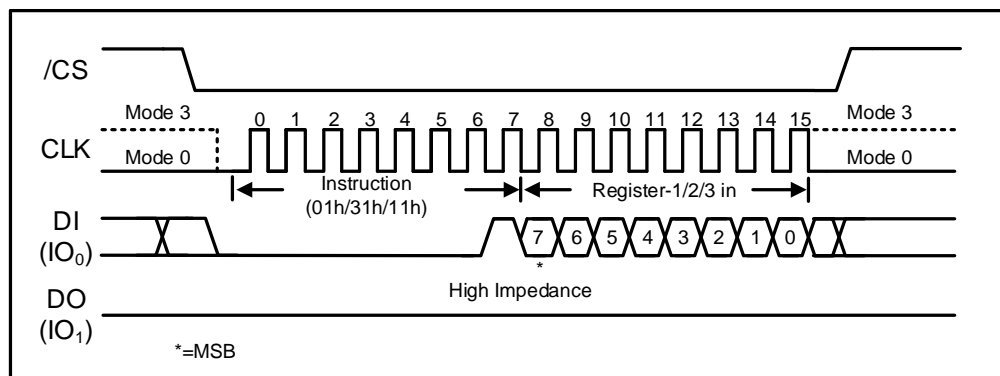 /CS
Mode 3
0 1 2 3 4 5 6 7 8 9 10 11 12 13 14 15
Mode 3
CLK
Mode 0
Mode 0
Instruction
(01h/31h/11h)
Register-1/2/3 in
DI
(IO0)
7 6 5 4 3 2 1 0
*
High Impedance
DO
(IO1)
*=MSB